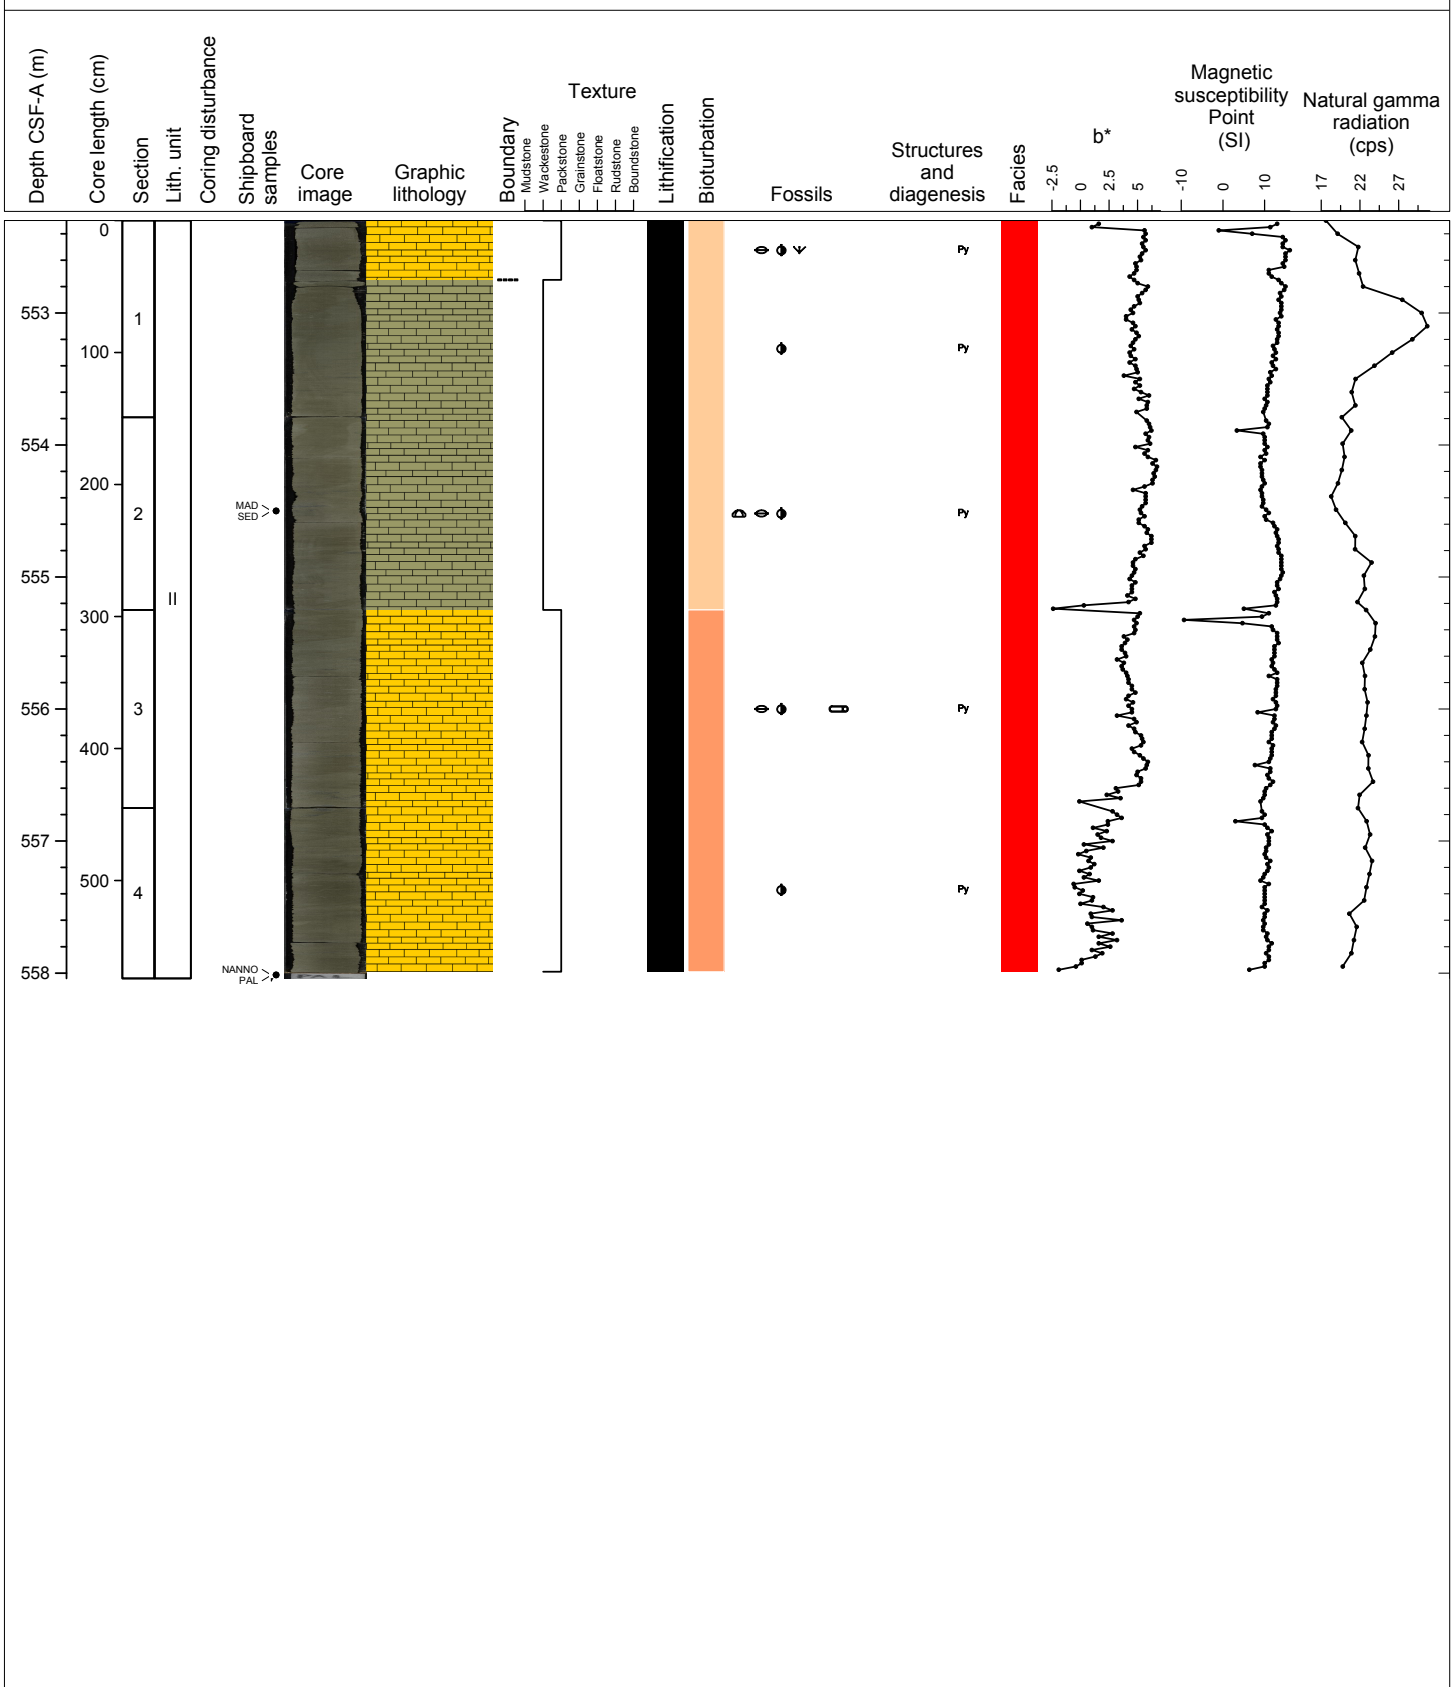 Depth CSF-A (m)
Core length (cm)
Section
Lith. unit
Coring disturbance
Shipboard
samples
Core
image
Graphic
lithology
Boundary
Texture
Mudstone
Wackestone
Packstone
Grainstone
Floatstone
Rudstone
Boundstone
Lithification
Bioturbation
Fossils
Structures
and
diagenesis
Facies
b*
-2.5 0 2.5 5
Magnetic
susceptibility
Point
(SI)
-10 0 10
Natural gamma
radiation
(cps)
17 22 27
0
Py
553
1
100
Py
554
200
MAD
SED
2
Py
555
II
300
556
3
Py
400
557
500
4
Py
NANNO
PAL
558